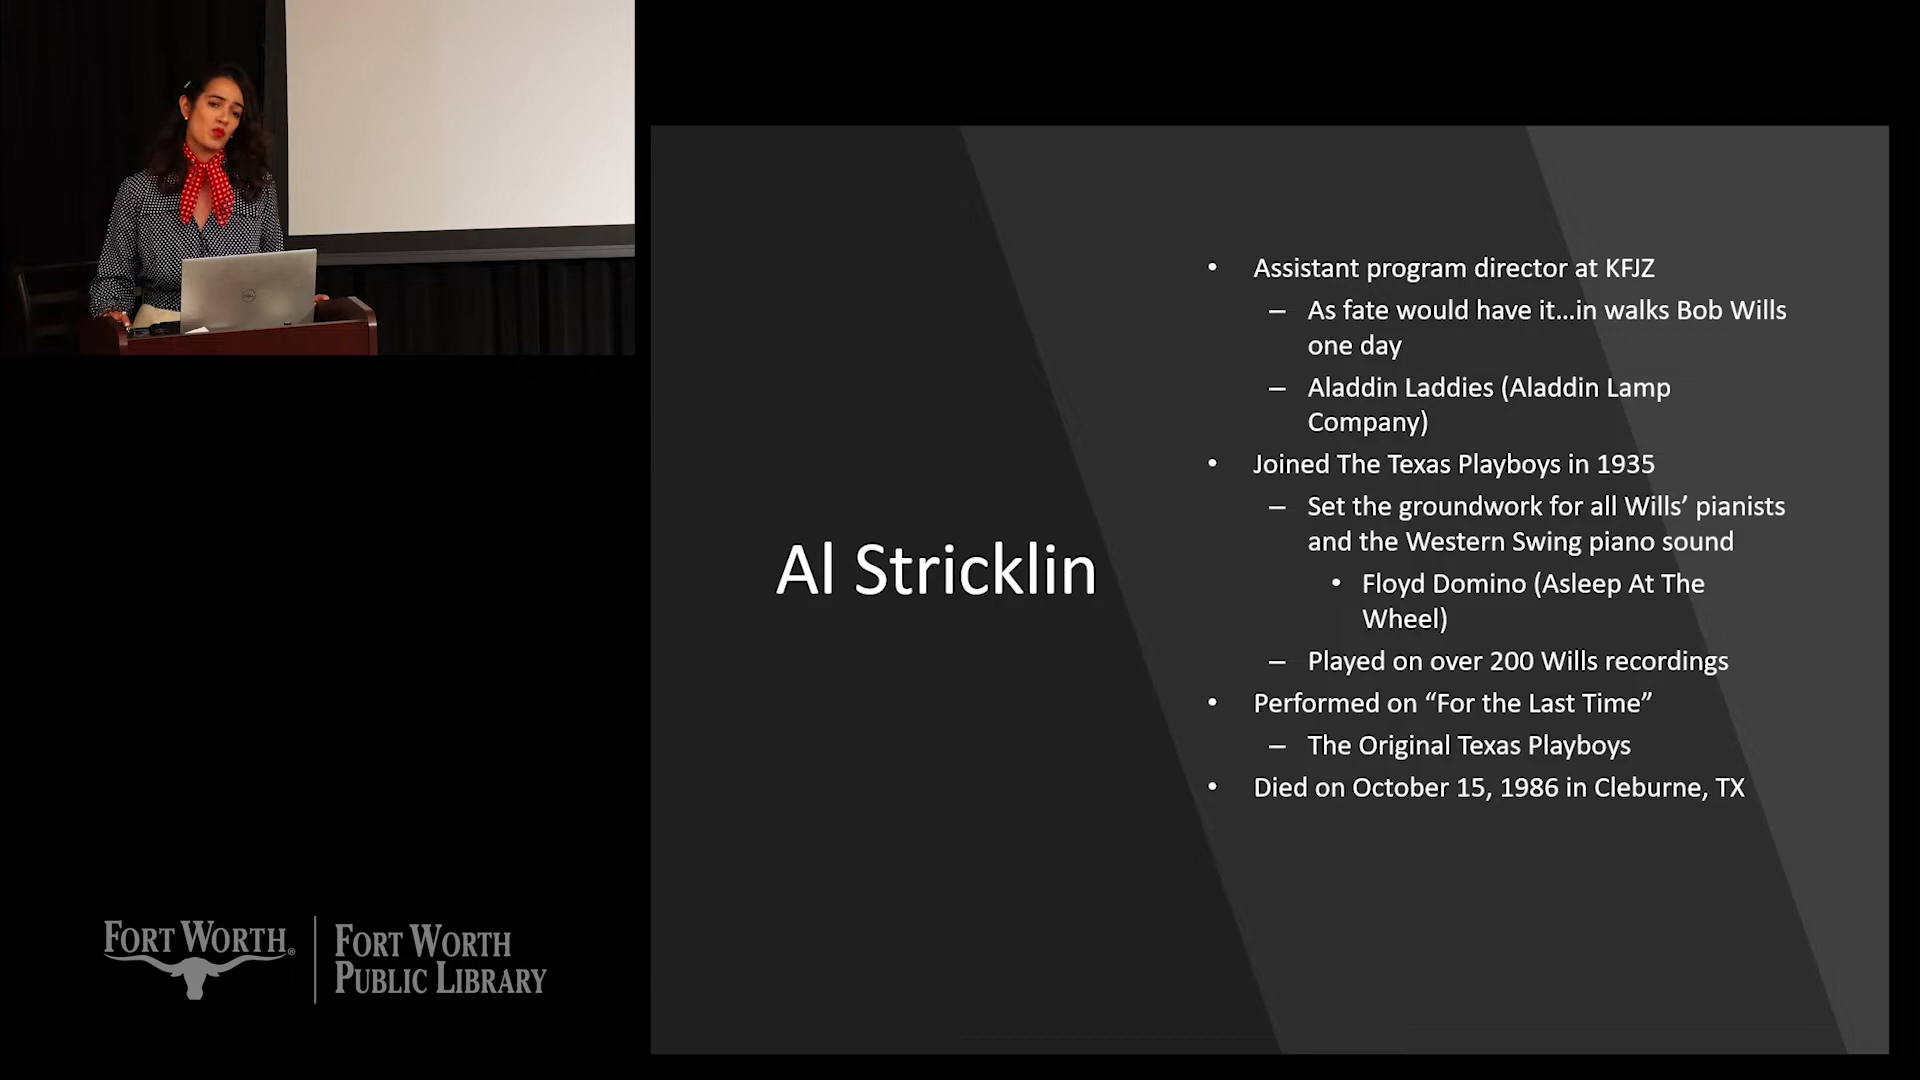 Al Stricklin
• Assistant program director at KFJZ
– As fate would have it…in walks Bob Wills
one day
– Aladdin Laddies (Aladdin Lamp
Company)
• Joined The Texas Playboys in 1935
– Set the groundwork for all Wills’ pianists
and the Western Swing piano sound
• Floyd Domino (Asleep At The
Wheel)
– Played on over 200 Wills recordings
• Performed on “For the Last Time”
– The Original Texas Playboys
• Died on October 15, 1986 in Cleburne, TX
FORT WORTH®
FORT WORTH
PUBLIC LIBRARY